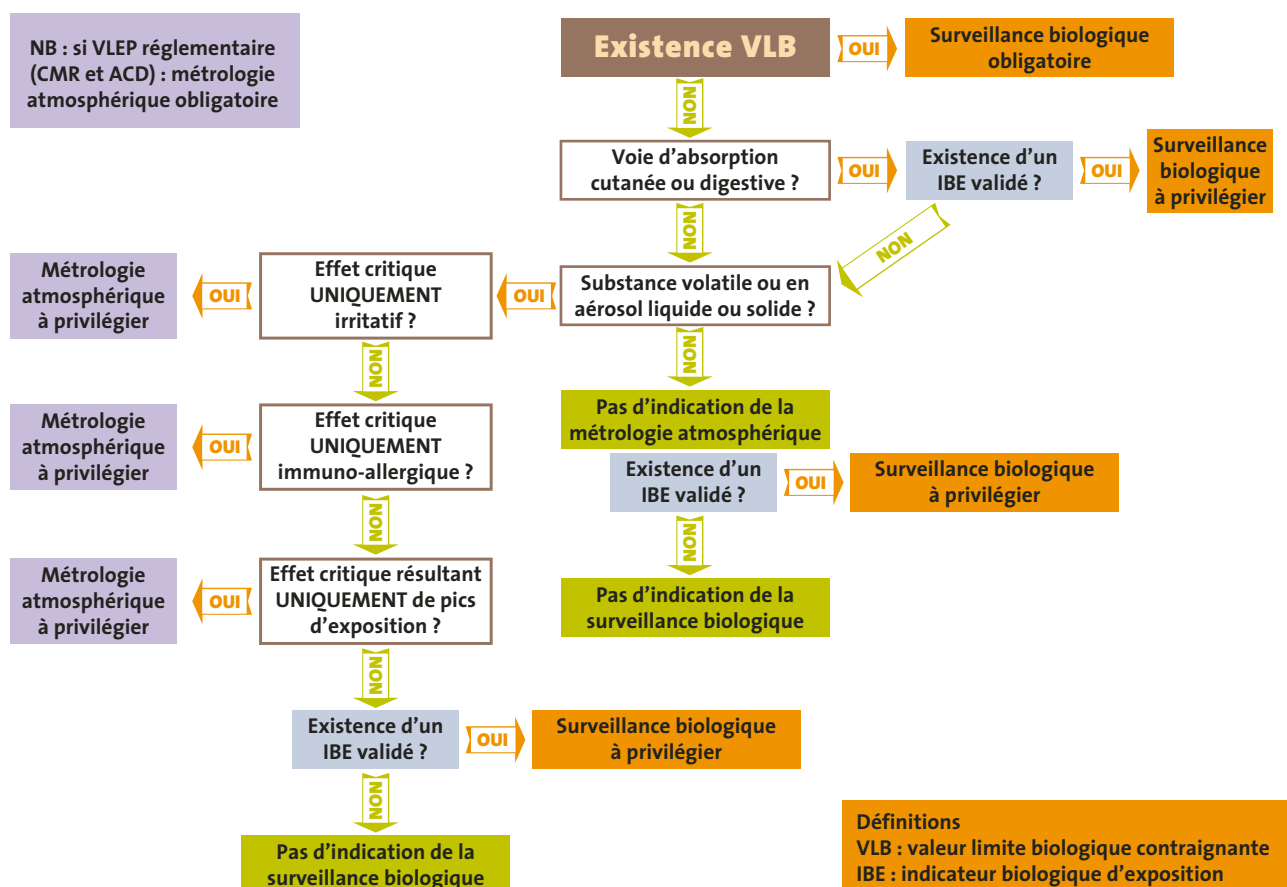 NB : si VLEP réglementaire
(CMR et ACD) : métrologie
atmosphérique obligatoire
Existence VLB
OUI
Surveillance biologique
obligatoire
NON
Voie d'absorption
cutanée ou digestive ?
OUI
Existence d'un
IBE validé ?
OUI
Surveillance
biologique
à privilégier
NON
NON
Métrologie
atmosphérique
à privilégier
OUI
Effet critique
UNIQUEMENT
irritatif ?
OUI
Substance volatile ou en
aérosol liquide ou solide ?
NON
NON
Métrologie
atmosphérique
à privilégier
OUI
Effet critique
UNIQUEMENT
immuno-allergique ?
Pas d'indication de la
métrologie atmosphérique
Existence d'un
IBE validé ?
OUI
Surveillance biologique
à privilégier
NON
NON
Métrologie
atmosphérique
à privilégier
OUI
Effet critique résultant
UNIQUEMENT de pics
d'exposition ?
Pas d'indication de la
surveillance biologique
NON
Existence d'un
IBE validé ?
OUI
Surveillance biologique
à privilégier
NON
Pas d'indication de la
surveillance biologique
Définitions
VLB : valeur limite biologique contraignante
IBE : indicateur biologique d'exposition